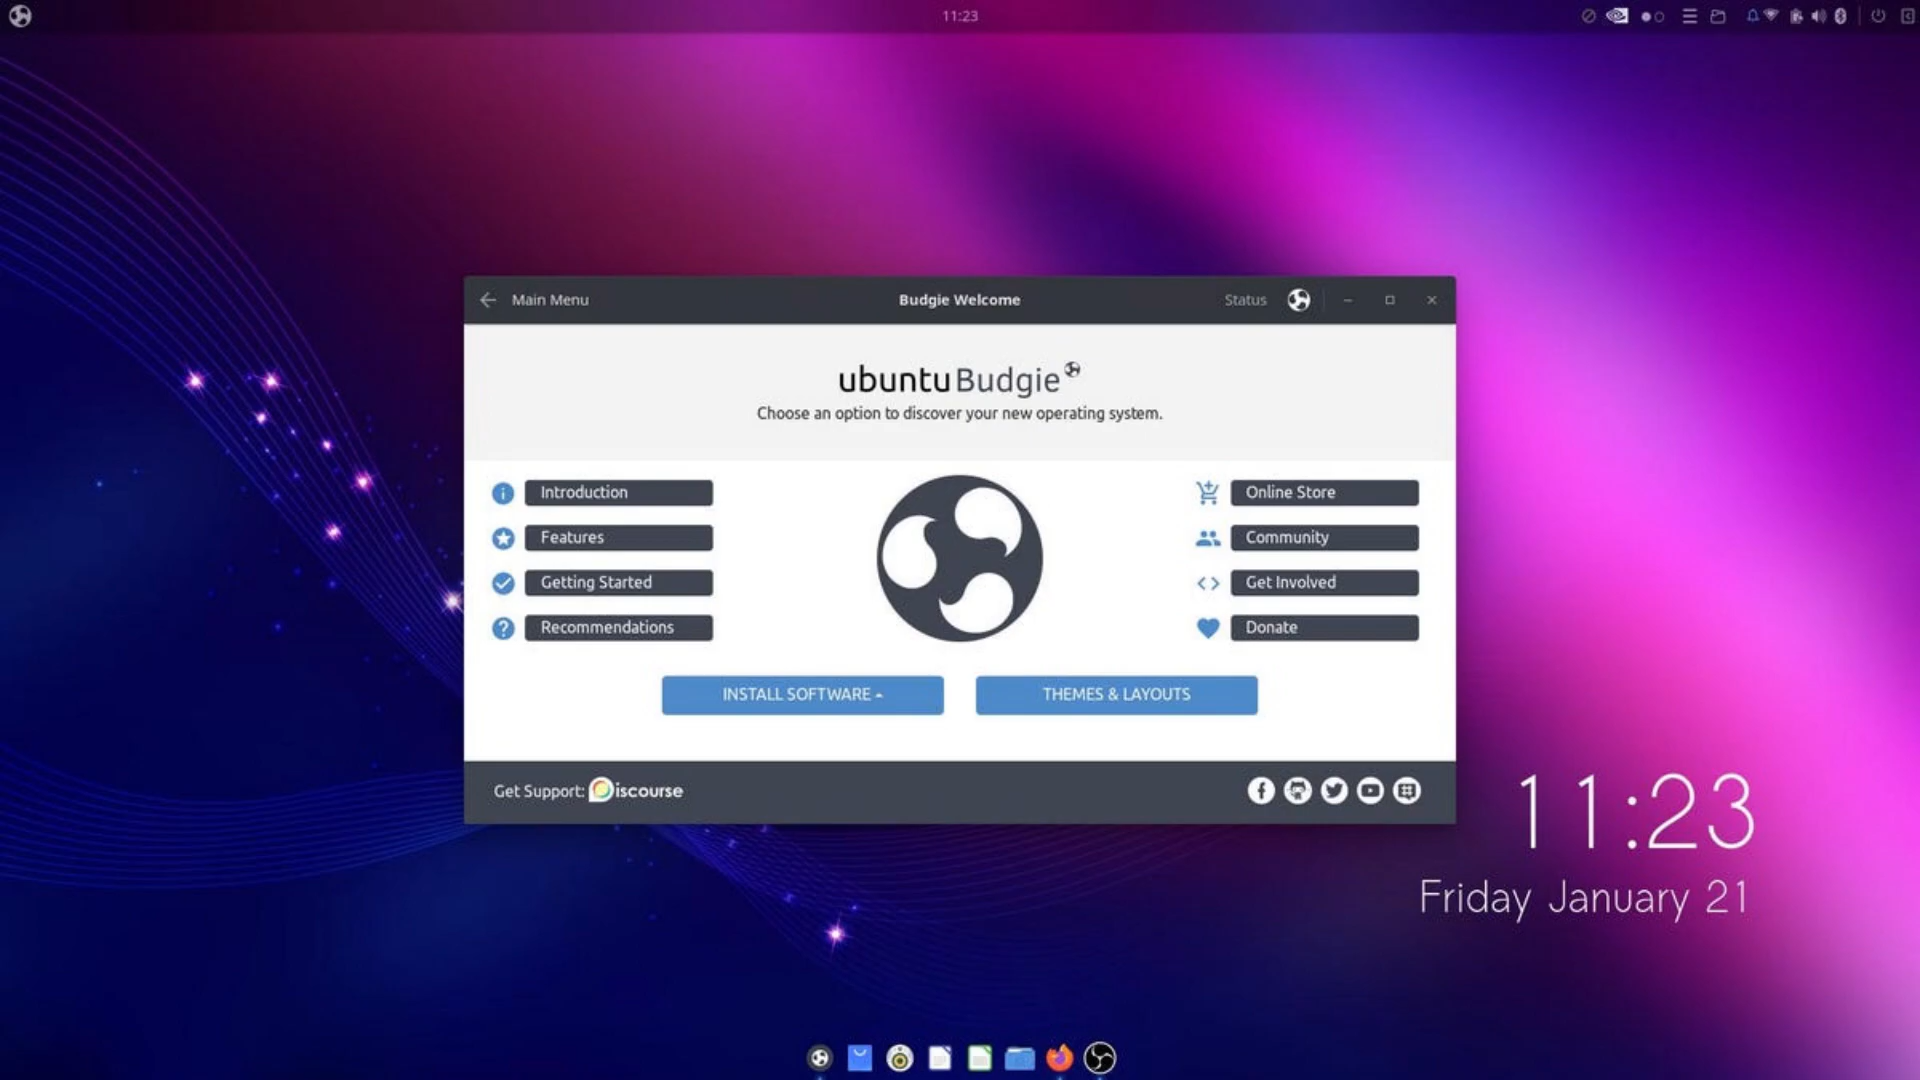 11:23
Main Menu
Budgie Welcome
Status
ubuntu Budgie
Choose an option to discover your new operating system.
Introduction
Features
Getting Started
Recommendations
Online Store
Community
Get Involved
Donate
INSTALL SOFTWARE
THEMES & LAYOUTS
Get Support: Discourse
11:23
Friday January 21